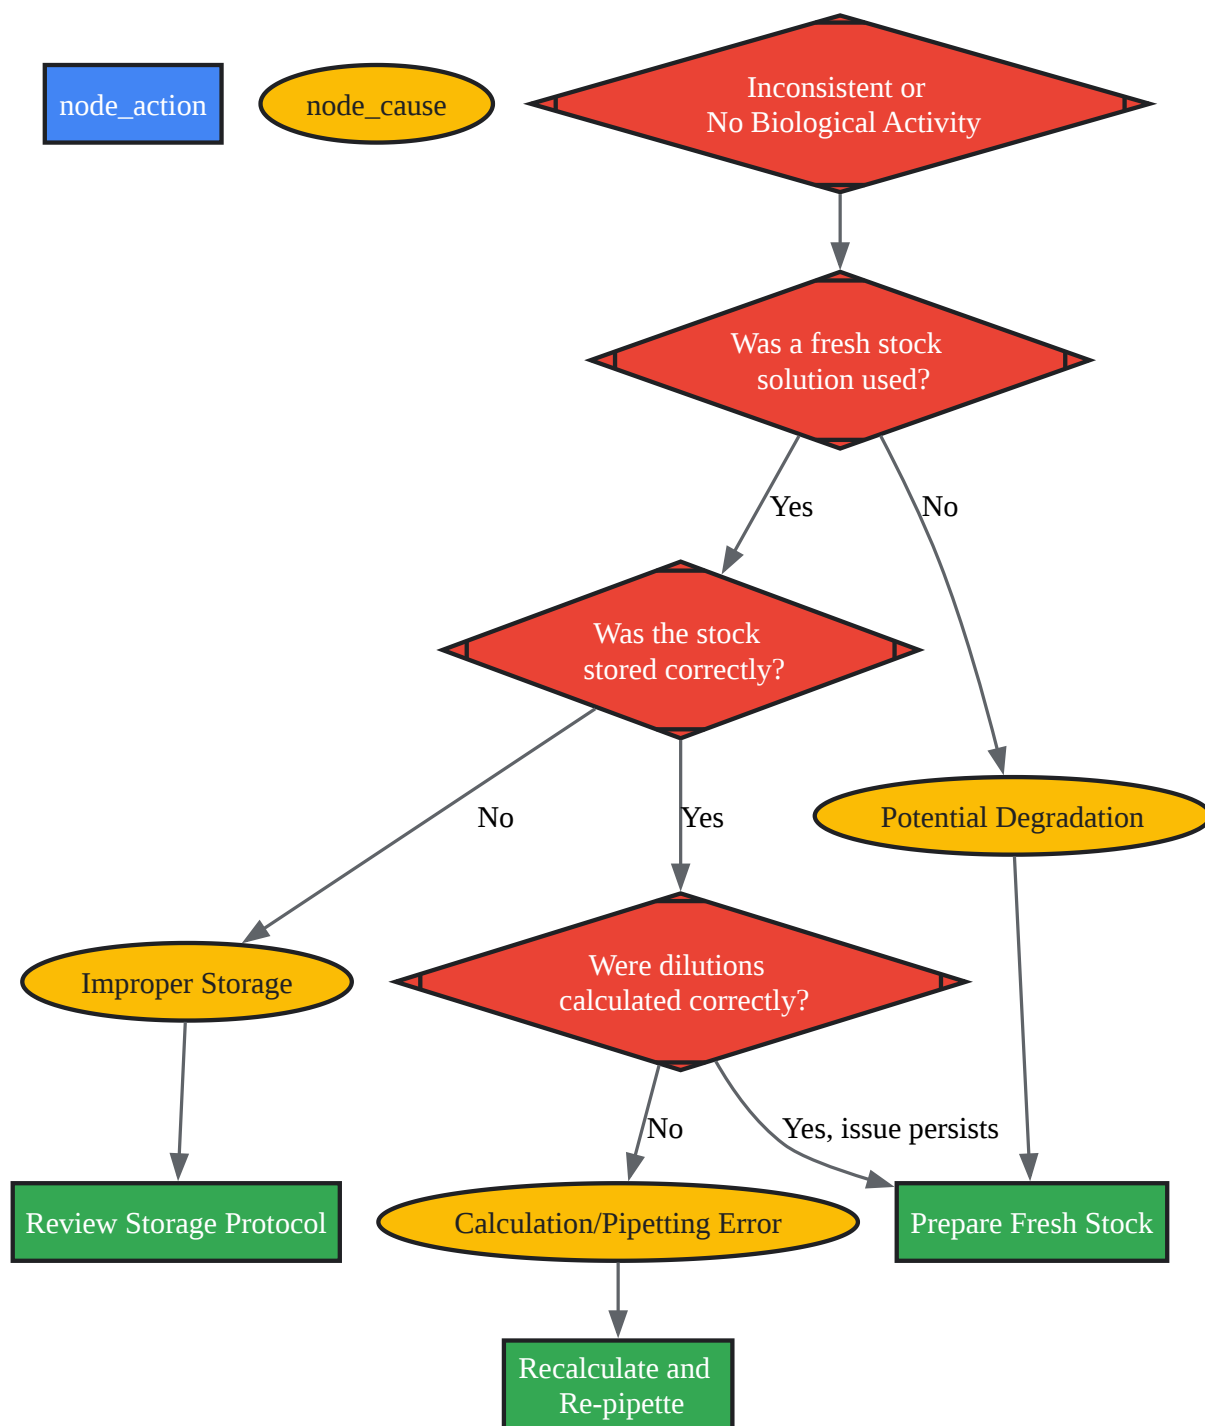 node_action
node_cause
Inconsistent or
No Biological Activity
Was a fresh stock
solution used?
Yes
No
Was the stock
stored correctly?
No
Yes
Potential Degradation
Improper Storage
Were dilutions
calculated correctly?
No
Yes, issue persists
Review Storage Protocol
Calculation/Pipetting Error
Prepare Fresh Stock
Recalculate and
Re-pipette